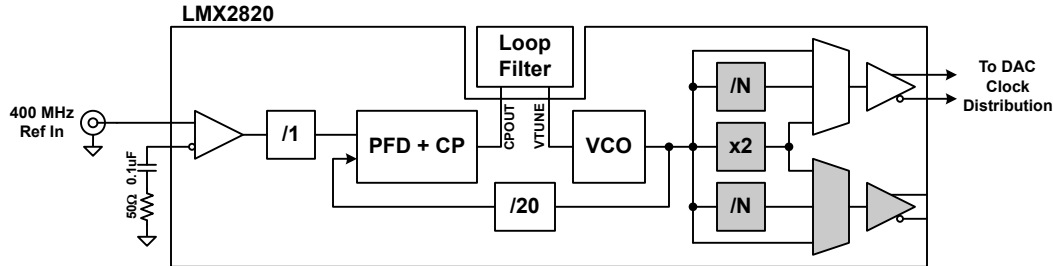 LMX2820
Loop
Filter
400 MHz
Ref In
/1
PFD + CP
CPOUT
VTUNE
VCO
/N
x2
/N
/20
To DAC
Clock
Distribution
50Ω 0.1uF